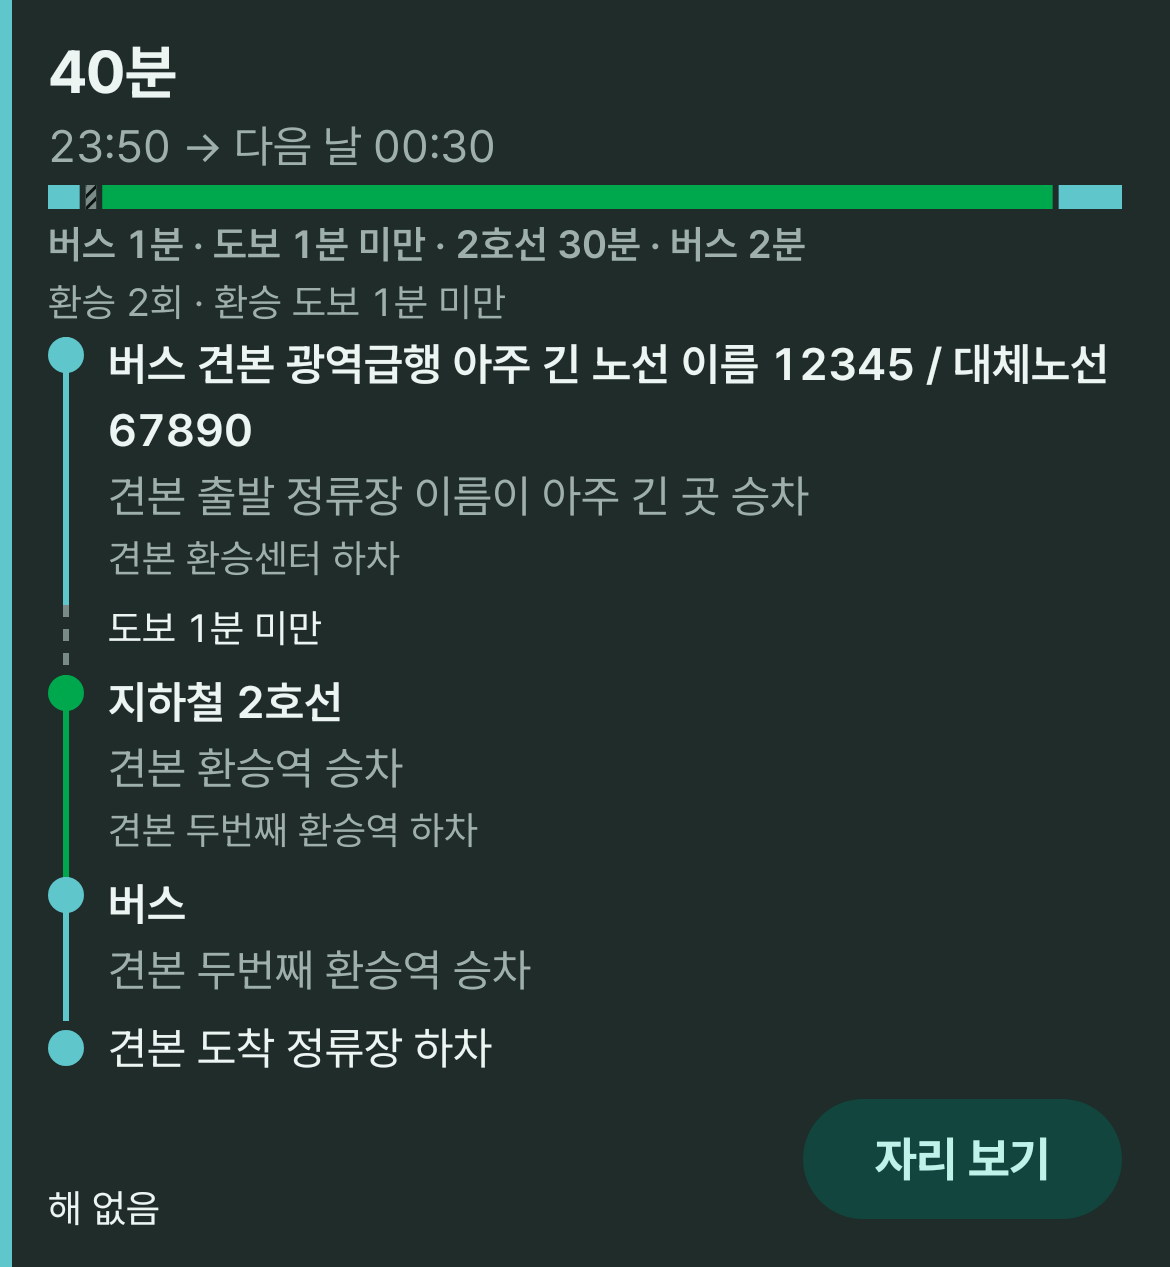 40분
23:50 → 다음 날 00:30
버스 1분 · 도보 1분 미만 · 2호선 30분 · 버스 2분
환승 2회 · 환승 도보 1분 미만
버스 견본 광역급행 아주 긴 노선 이름 12345 / 대체노선
67890
견본 출발 정류장 이름이 아주 긴 곳 승차
견본 환승센터 하차
도보 1분 미만
지하철 2호선
견본 환승역 승차
견본 두번째 환승역 하차
버스
견본 두번째 환승역 승차
견본 도착 정류장 하차
자리 보기
해 없음